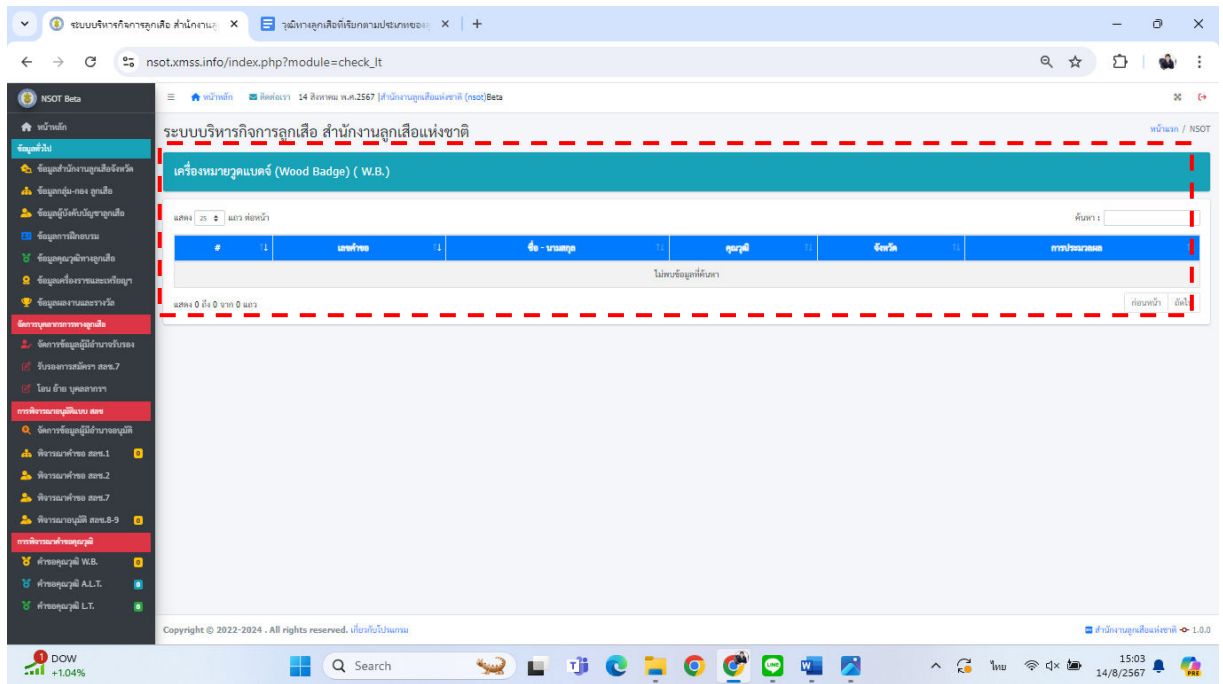 ระบบบริหารกิจการลูกเสือ สำนักงานลู
วุฒิทางลูกเสือที่เรียกตามประเภทของ
nsot.xmss.info/index.php?module=check_lt
NSOT Beta
หน้าหลัก
ติดต่อเรา
14 สิงหาคม พ.ศ.2567 |สำนักงานลูกเสือแห่งชาติ (nsot)Beta
หน้าหลัก
ระบบบริหารกิจการลูกเสือ สำนักงานลูกเสือแห่งชาติ
หน้าแรก / NSOT
ข้อมูลทั่วไป
ข้อมูลสำนักงานลูกเสือจังหวัด
ข้อมูลกลุ่ม-กอง ลูกเสือ
ข้อมูลผู้บังคับบัญชาลูกเสือ
ข้อมูลการฝึกอบรม
ข้อมูลคุณวุฒิทางลูกเสือ
ข้อมูลเครื่องราชและเหรียญฯ
ข้อมูลผลงานและรางวัล
จัดการบุคลากรทางลูกเสือ
จัดการข้อมูลผู้มีอำนาจรับรอง
รับรองการสมัครฯ สลช.7
โอน ย้าย บุคลากรฯ
การพิจารณาอนุมัติแบบ สลช
จัดการข้อมูลผู้มีอำนาจอนุมัติ
พิจารณาคำขอ สลช.1 0
พิจารณาคำขอ สลช.2
พิจารณาคำขอ สลช.7
พิจารณาอนุมัติ สลช.8-9 0
การพิจารณาคำขอคุณวุฒิ
คำขอคุณวุฒิ W.B. 0
คำขอคุณวุฒิ A.L.T. 0
คำขอคุณวุฒิ L.T. 0
เครื่องหมายวูดแบดจ์ (Wood Badge) ( W.B.)
แสดง 25 แถว ต่อหน้า
ค้นหา :
# เลขคำขอ ชื่อ - นามสกุล คุณวุฒิ จังหวัด การประมวลผล
ไม่พบข้อมูลที่ค้นหา
แสดง 0 ถึง 0 จาก 0 แถว
ก่อนหน้า ถัดไป
Copyright © 2022-2024 . All rights reserved. เกี่ยวกับโปรแกรม
สำนักงานลูกเสือแห่งชาติ 1.0.0
1
DOW
+1.04%
Search
LINE
ไทย
15:03
14/8/2567
PRE